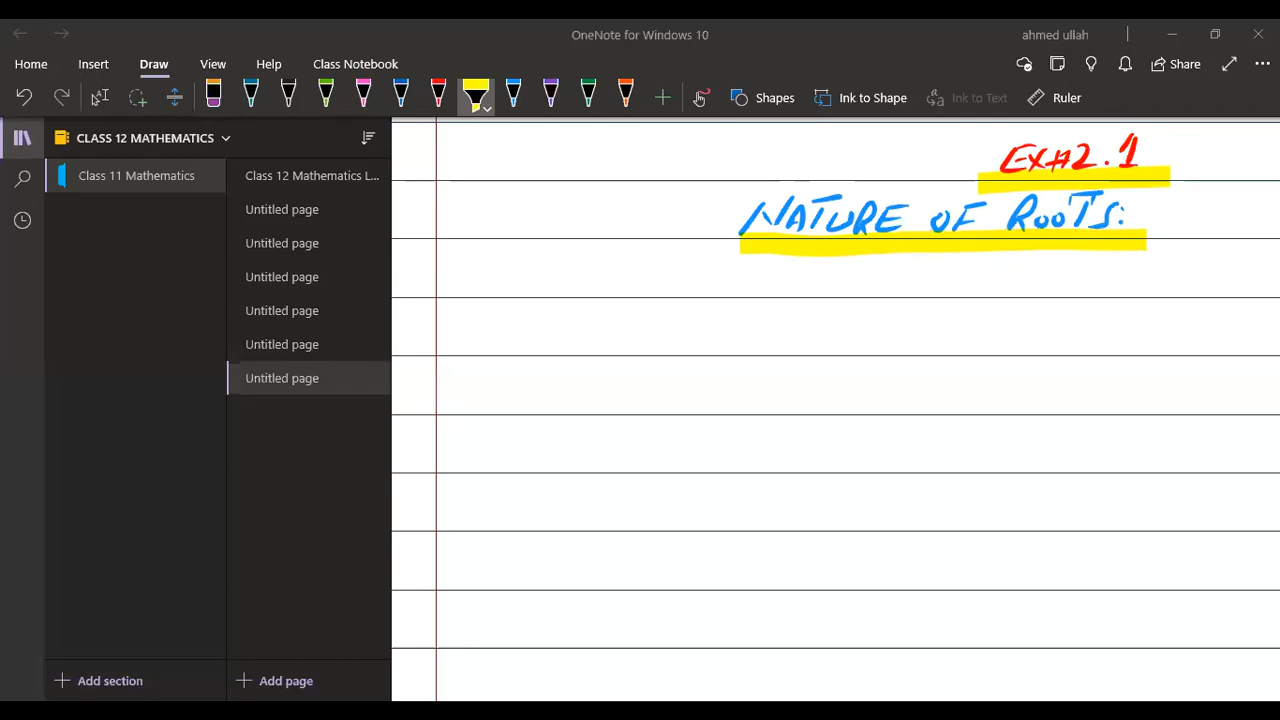 OneNote for Windows 10
ahmed ullah
Home Insert Draw View Help Class Notebook
Share
Shapes Ink to Shape Ink to Text Ruler
CLASS 12 MATHEMATICS
Class 11 Mathematics
Class 12 Mathematics L...
Untitled page
Untitled page
Untitled page
Untitled page
Untitled page
Untitled page
Add section
Add page
EX#2.1
NATURE OF ROOTS: